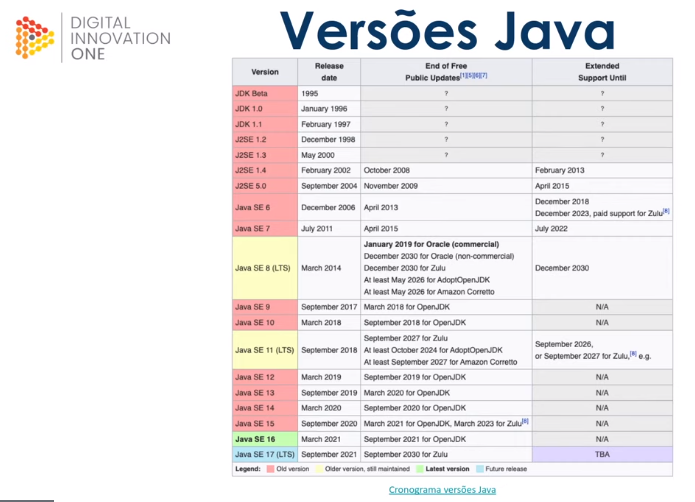 DIGITAL
INNOVATION
ONE
Versões Java
Version Release date End of Free Public Updates[1][5][6][7] Extended Support Until
JDK Beta 1995 ? ?
JDK 1.0 January 1996 ? ?
JDK 1.1 February 1997 ? ?
J2SE 1.2 December 1998 ? ?
J2SE 1.3 May 2000 ? ?
J2SE 1.4 February 2002 October 2008 February 2013
J2SE 5.0 September 2004 November 2009 April 2015
Java SE 6 December 2006 April 2013 December 2018
December 2023, paid support for Zulu[8]
Java SE 7 July 2011 April 2015 July 2022
Java SE 8 (LTS) March 2014 January 2019 for Oracle (commercial)
December 2030 for Oracle (non-commercial)
December 2030 for Zulu
At least May 2026 for AdoptOpenJDK
At least May 2026 for Amazon Corretto
December 2030
Java SE 9 September 2017 March 2018 for OpenJDK N/A
Java SE 10 March 2018 September 2018 for OpenJDK N/A
Java SE 11 (LTS) September 2018 September 2027 for Zulu
At least October 2024 for AdoptOpenJDK
At least September 2027 for Amazon Corretto
September 2026,
or September 2027 for Zulu,[8] e.g.
Java SE 12 March 2019 September 2019 for OpenJDK N/A
Java SE 13 September 2019 March 2020 for OpenJDK N/A
Java SE 14 March 2020 September 2020 for OpenJDK N/A
Java SE 15 September 2020 March 2021 for OpenJDK, March 2023 for Zulu[8] N/A
Java SE 16 March 2021 September 2021 for OpenJDK N/A
Java SE 17 (LTS) September 2021 September 2030 for Zulu TBA
Legend: Old version Older version, still maintained Latest version Future release
Cronograma versões Java